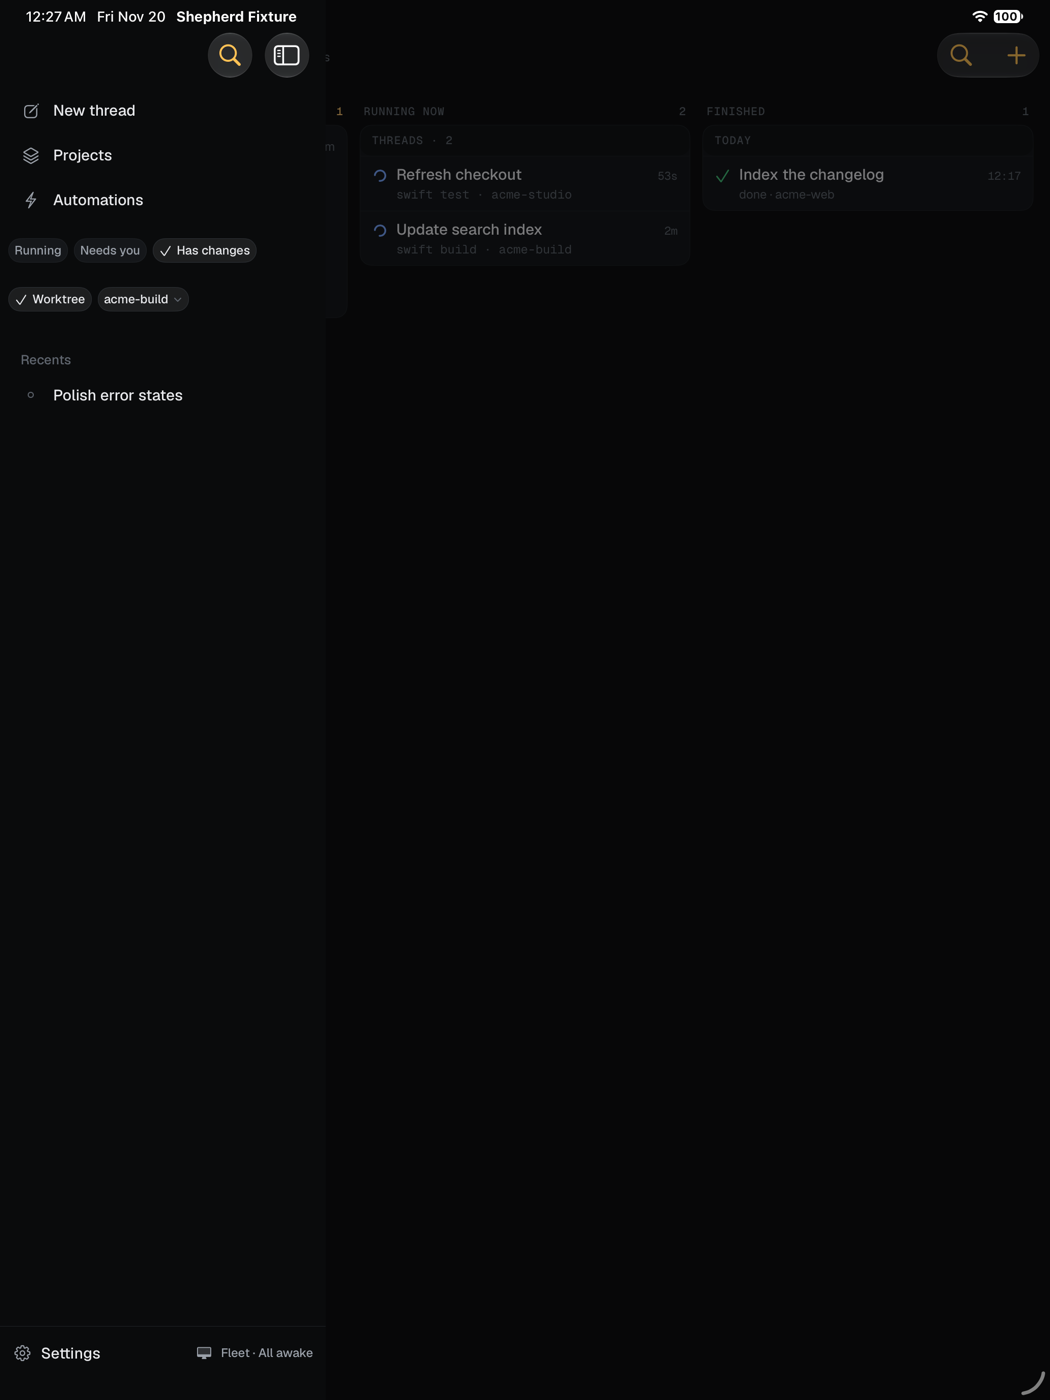 12:27 AM Fri Nov 20 Shepherd Fixture
100
New thread
Projects
Automations
Running
Needs you
Has changes
Worktree
acme-build
Recents
Polish error states
Settings
Fleet · All awake
s
1
m
RUNNING NOW 2
THREADS · 2
Refresh checkout 53s
swift test · acme-studio
Update search index 2m
swift build · acme-build
FINISHED 1
TODAY
Index the changelog 12:17
done · acme-web